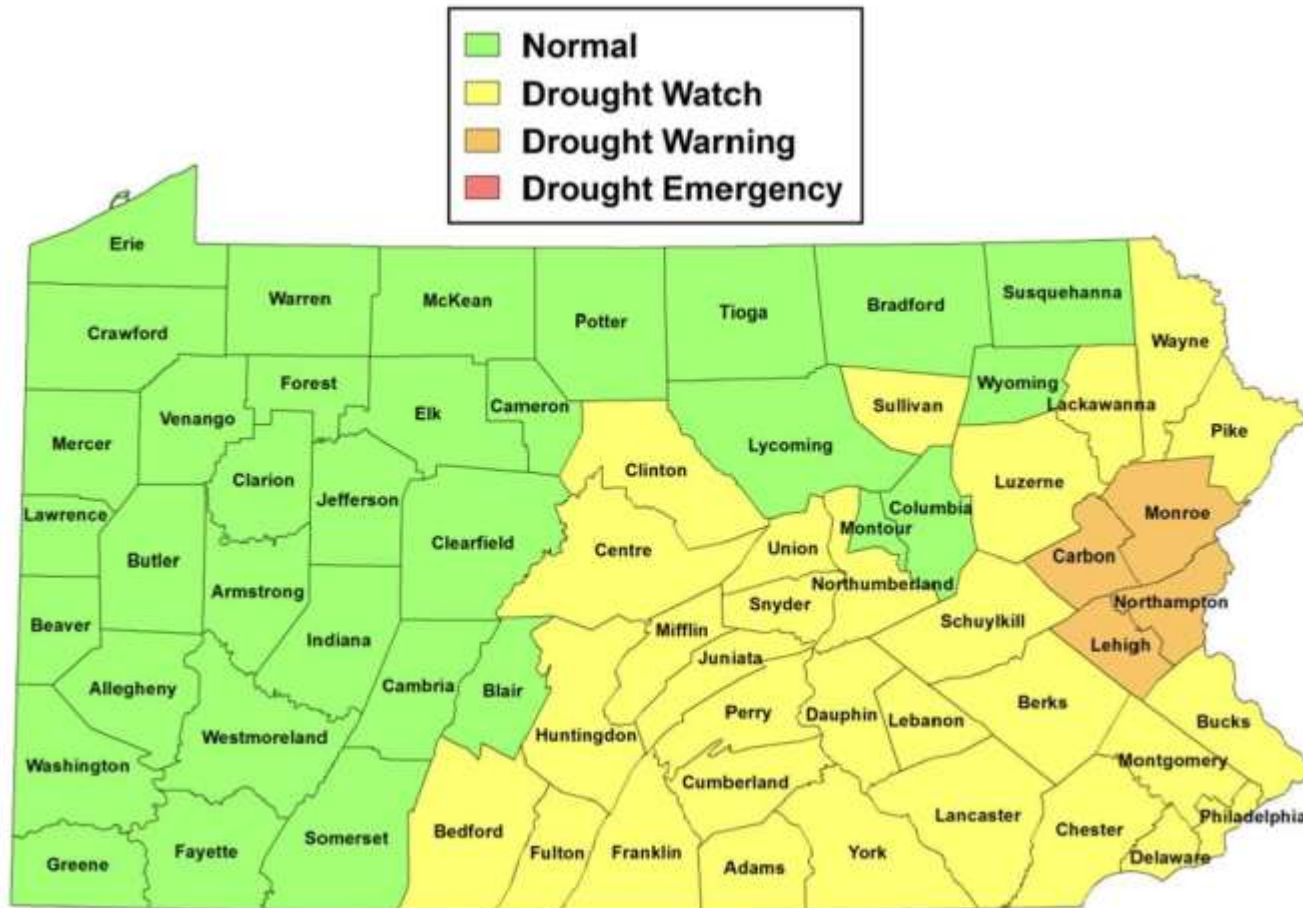 Normal
Drought Watch
Drought Warning
Drought Emergency
Erie
Warren
McKean
Potter
Tioga
Bradford
Susquehanna
Wayne
Crawford
Forest
Venango
Elk
Cameron
Sullivan
Wyoming
Lackawanna
Pike
Mercer
Clarion
Jefferson
Lycoming
Clinton
Luzerne
Columbia
Monroe
Lawrence
Butler
Clearfield
Centre
Union
Montour
Carbon
Armstrong
Northumberland
Northampton
Beaver
Indiana
Snyder
Schuylkill
Mifflin
Lehigh
Juniata
Allegheny
Cambria
Blair
Perry
Dauphin
Lebanon
Berks
Bucks
Westmoreland
Huntingdon
Washington
Cumberland
Montgomery
Lancaster
Philadelphia
Bedford
Chester
Greene
Fayette
Somerset
Fulton
Franklin
Adams
York
Delaware